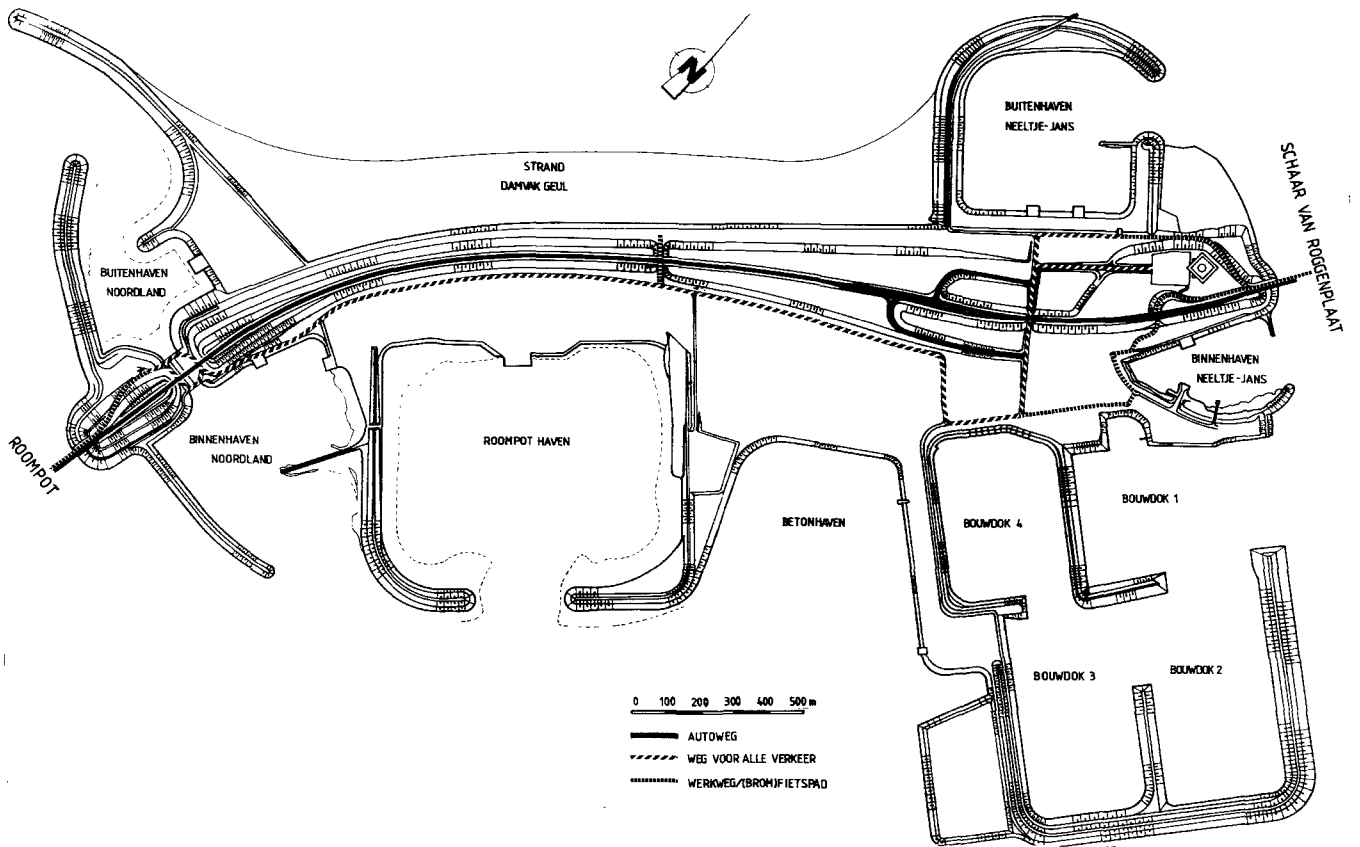 N
BUITENHAVEN
NEELTJE-JANS
STRAND
DAMVAK GEUL
SCHAAR VAN ROGGENPLAAT
BUITENHAVEN
NOORDLAND
BINNENHAVEN
NEELTJE-JANS
ROOMPOT
BINNENHAVEN
NOORDLAND
ROOMPOT HAVEN
BETONHAVEN
BOUWDOK 4
BOUWDOK 1
BOUWDOK 3
BOUWDOK 2
0 100 200 300 400 500 m
AUTOWEG
WEG VOOR ALLE VERKEER
WERKWEG/(BROM)FIETSPAD